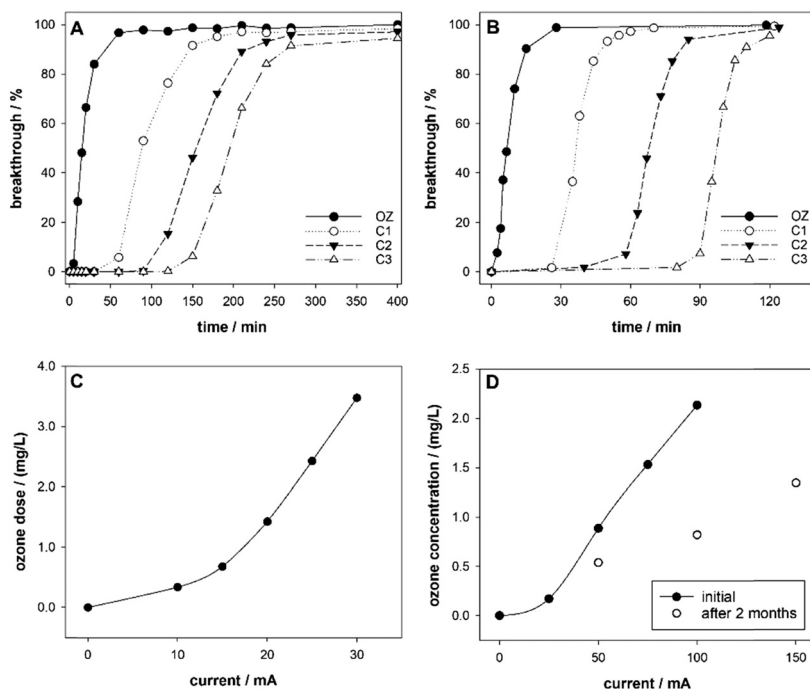 A
breakthrough / %
100
80
60
40
20
0
OZ
C1
C2
C3
0 50 100 150 200 250 300 350 400
time / min
B
breakthrough / %
100
80
60
40
20
0
OZ
C1
C2
C3
0 30 60 90 120
time / min
C
ozone dose / (mg/L)
4.0
3.0
2.0
1.0
0.0
0 10 20 30
current / mA
D
ozone concentration / (mg/L)
2.5
2.0
1.5
1.0
0.5
0.0
initial
after 2 months
0 50 100 150
current / mA